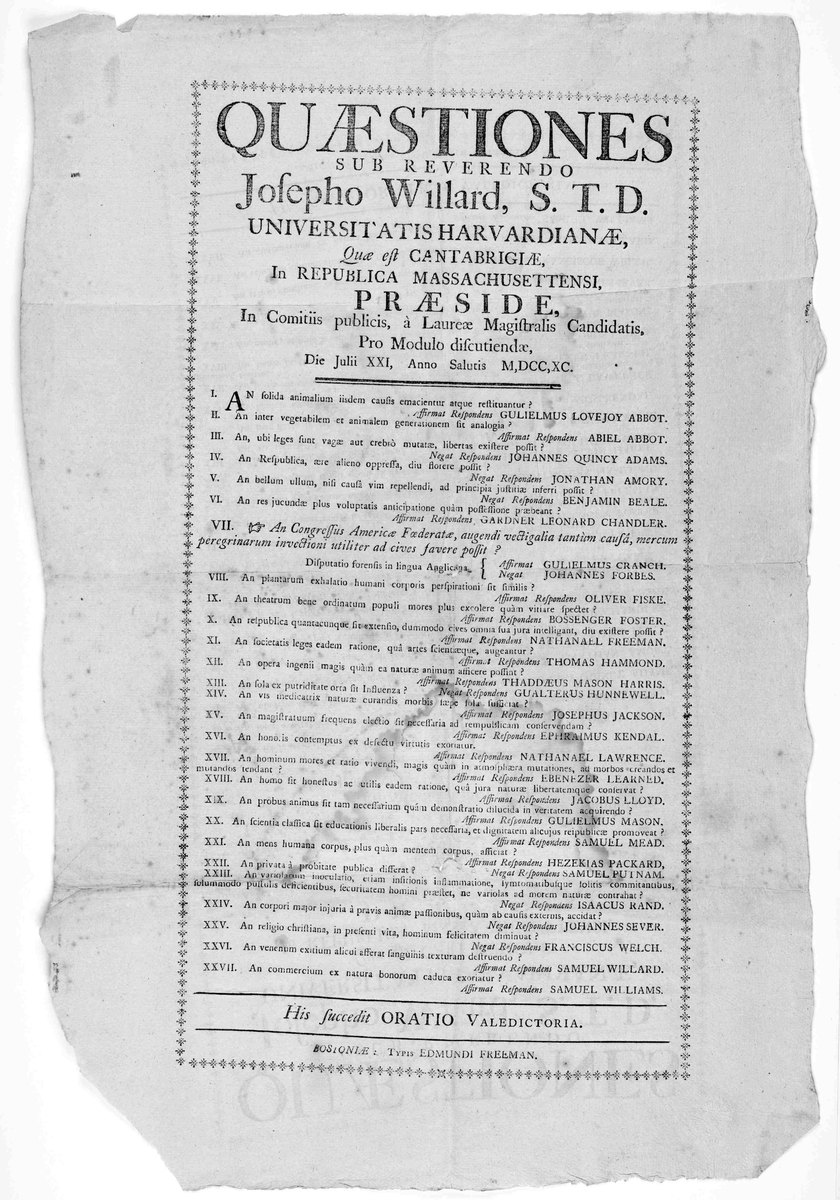 QUÆSTIONES
SUB REVERENDO
Joſepho Willard, S. T. D.
UNIVERSITATIS HARVARDIANÆ,
Quæ eſt CANTABRIGIÆ,
In REPUBLICA MASSACHUSETTENSI,
PRÆSIDE,
In Comitiis publicis, à Laureæ Magiſtralis Candidatis,
Pro Modulo diſcutiendæ,
Die Julii XXI, Anno Salutis M,DCC,XC.
I. AN ſolida animalium iiſdem cauſis emacientur atque reſtituantur ?
Affirmat Reſpondens GULIELMUS LOVEJOY ABBOT.
II. An inter vegetabilem et animalem generationem ſit analogia ?
Affirmat Reſpondens ABIEL ABBOT.
III. An, ubi leges ſunt vagæ aut crebrò mutatæ, libertas exiſtere poſſit ?
Negat Reſpondens JOHANNES QUINCY ADAMS.
IV. An Reſpublica, ære alieno oppreſſa, diu florere poſſit ?
Negat Reſpondens JONATHAN AMORY.
V. An bellum ullum, niſi cauſâ vim repellendi, ad principia juſtitiæ inferri poſſit ?
Negat Reſpondens BENJAMIN BEALE.
VI. An res jucundæ plus voluptatis anticipatione quàm poſſeſſione præbeant ?
Affirmat Reſpondens GARDNER LEONARD CHANDLER.
VII. ☞ An Congreſſus Americæ Fœderatæ, augendi vectigalia tantùm cauſá, mercum
peregrinarum invectioni utiliter ad cives favere poſſit ?
Diſputatio forenſis in lingua Anglicana, { Affirmat GULIELMUS CRANCH.
Negat JOHANNES FORBES.
VIII. An plantarum exhalatio humani corporis perſpirationi ſit ſimilis ?
Affirmat Reſpondens OLIVER FISKE.
IX. An theatrum bene ordinatum populi mores plus excolere quàm vitiare ſpectet ?
Affirmat Reſpondens BOSSENGER FOSTER.
X. An reſpublica quantacunque ſit extenſio, dummodo cives omnia ſua jura intelligant, diu exiſtere poſſit ?
Affirmat Reſpondens NATHANAEL FREEMAN.
XI. An ſocietatis leges eadem ratione, quâ artes ſcientiæque, augeantur ?
Affirmat Reſpondens THOMAS HAMMOND.
XII. An opera ingenii magis quàm ea naturæ animum afficere poſſint ?
Affirmat Reſpondens THADDÆUS MASON HARRIS.
XIII. An ſola ex putriditate orta ſit Influenza ?
Negat Reſpondens GUALTERUS HUNNEWELL.
XIV. An vis medicatrix naturæ curandis morbis ſæpe ſola ſufficiat ?
Affirmat Reſpondens JOSEPHUS JACKSON.
XV. An magiſtratuum frequens electio ſit neceſſaria ad rempublicam conſervendam ?
Affirmat Reſpondens EPHRAIMUS KENDAL.
XVI. An honoris contemptus ex defectu virtutis exoriatur.
Affirmat Reſpondens NATHANAEL LAWRENCE.
XVII. An hominum mores et ratio vivendi, magis quàm in atmoſphæra mutationes, ad morbos creandos et
mutandos tendant ?
Affirmat Reſpondens EBENEZER LEARNED.
XVIII. An homo ſit honeſtus ac utilis eadem ratione, quâ jura naturæ libertatemque conſervat ?
Affirmat Reſpondens JACOBUS LLOYD.
XIX. An probus animus ſit tam neceſſarium quàm demonſtratio dilucida in veritatem acquirendo ?
Affirmat Reſpondens GULIELMUS MASON.
XX. An ſcientia claſſica ſit educationis liberalis pars neceſſaria, et dignitatem alicujus reipublicæ promoveat ?
Affirmat Reſpondens SAMUEL MEAD.
XXI. An mens humana corpus, plus quàm mentem corpus, afficiat ?
Affirmat Reſpondens HEZEKIAS PACKARD,
XXII. An privata à probitate publica differat ?
Negat Reſpondens SAMUEL PUTNAM.
XXIII. An variolarum inoculatio, etiam inſitionis inflammatione, ſymtomatibuſque ſolitis commitantibus,
ſolummodo puſtulis deficientibus, ſecuritatem homini præſtet, ne variolas ad morem naturæ contrahat ?
Negat Reſpondens ISAACUS RAND.
XXIV. An corpori major injuria à pravis animæ paſſionibus, quàm ab cauſis externis, accidat ?
Negat Reſpondens JOHANNES SEVER.
XXV. An religio chriſtiana, in preſenti vita, hominum felicitatem diminuat ?
Negat Reſpondens FRANCISCUS WELCH.
XXVI. An venenum exitium alicui afferat ſanguinis texturam deſtruendo ?
Affirmat Reſpondens SAMUEL WILLARD.
XXVII. An commercium ex natura bonorum caduca exoriatur ?
Affirmat Reſpondens SAMUEL WILLIAMS.
His ſuccedit ORATIO VALEDICTORIA.
BOSTONIÆ : TYPIS EDMUNDI FREEMAN.